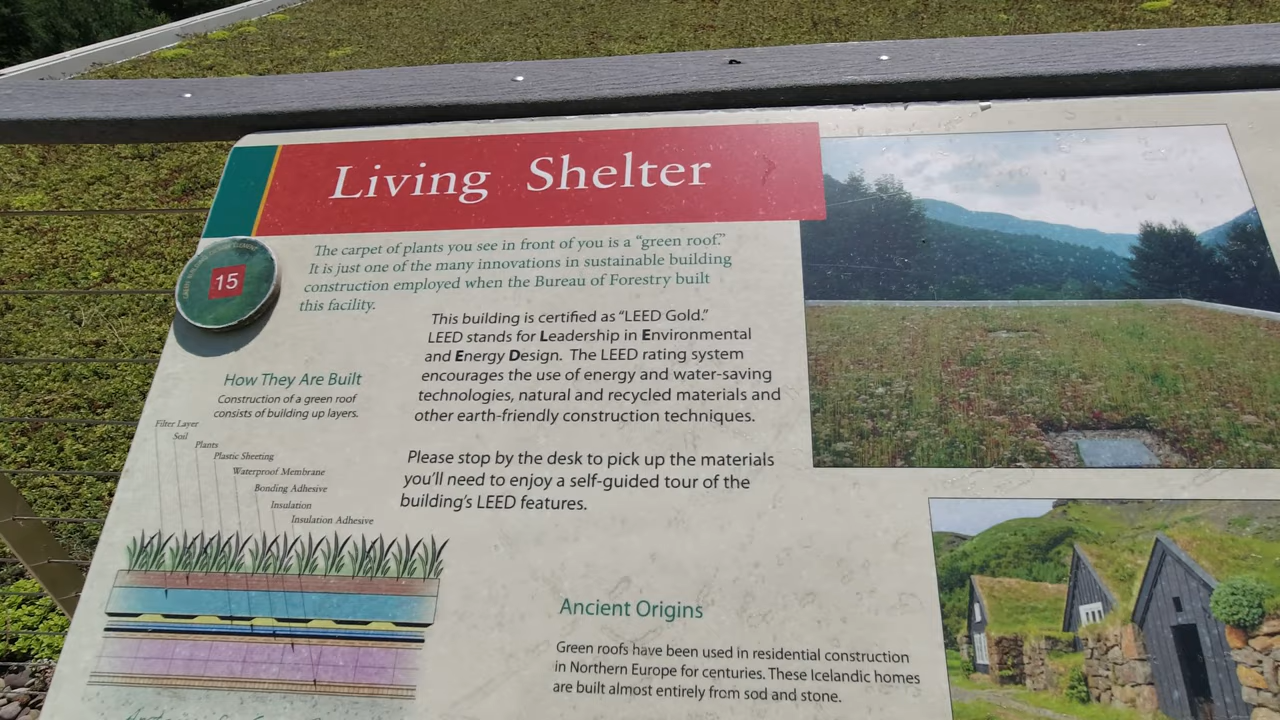 Living Shelter
15
The carpet of plants you see in front of you is a “green roof.”
It is just one of the many innovations in sustainable building
construction employed when the Bureau of Forestry built
this facility.
This building is certified as “LEED Gold.”
LEED stands for Leadership in Environmental
and Energy Design. The LEED rating system
encourages the use of energy and water-saving
technologies, natural and recycled materials and
other earth-friendly construction techniques.
Please stop by the desk to pick up the materials
you’ll need to enjoy a self-guided tour of the
building’s LEED features.
How They Are Built
Construction of a green roof
consists of building up layers.
Filter Layer
Soil
Plants
Plastic Sheeting
Waterproof Membrane
Bonding Adhesive
Insulation
Insulation Adhesive
Ancient Origins
Green roofs have been used in residential construction
in Northern Europe for centuries. These Icelandic homes
are built almost entirely from sod and stone.